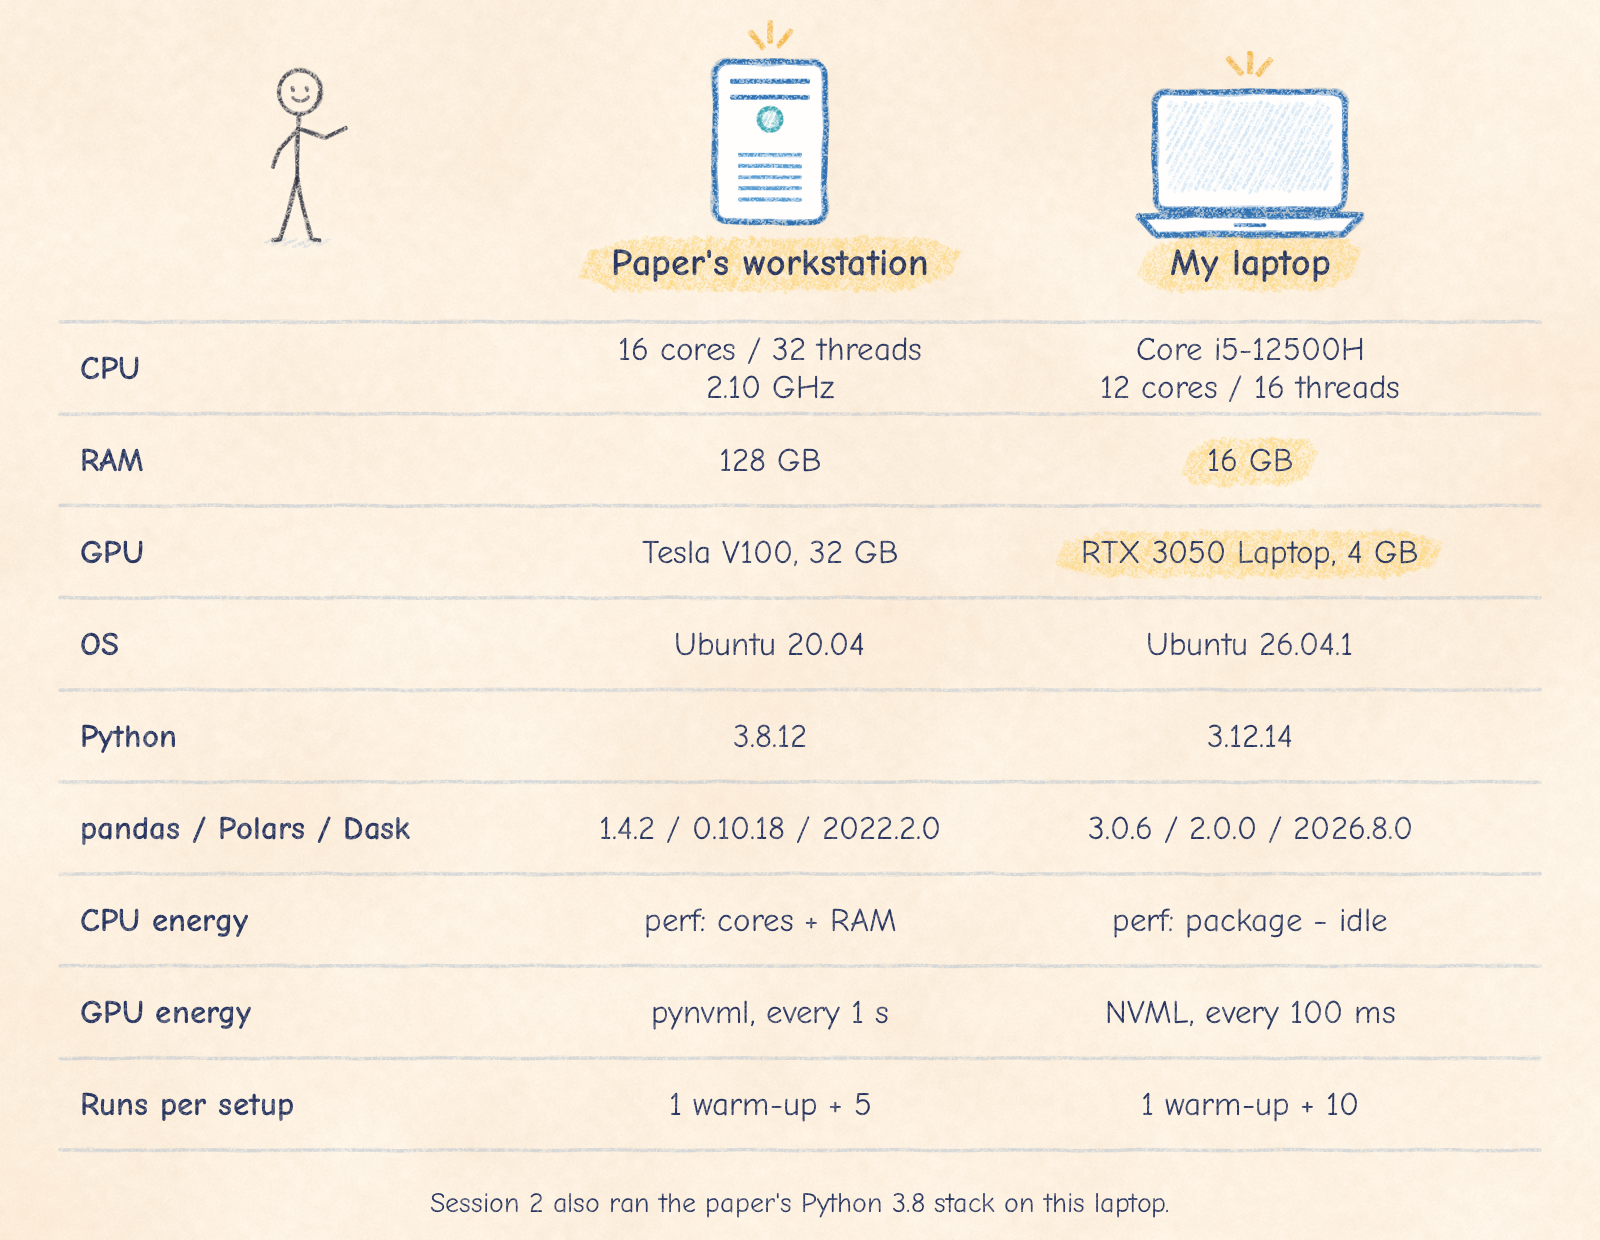 Paper's workstation
My laptop
CPU
16 cores / 32 threads
2.10 GHz
Core i5-12500H
12 cores / 16 threads
RAM
128 GB
16 GB
GPU
Tesla V100, 32 GB
RTX 3050 Laptop, 4 GB
OS
Ubuntu 20.04
Ubuntu 26.04.1
Python
3.8.12
3.12.14
pandas / Polars / Dask
1.4.2 / 0.10.18 / 2022.2.0
3.0.6 / 2.0.0 / 2026.8.0
CPU energy
perf: cores + RAM
perf: package - idle
GPU energy
pynvml, every 1 s
NVML, every 100 ms
Runs per setup
1 warm-up + 5
1 warm-up + 10
Session 2 also ran the paper's Python 3.8 stack on this laptop.